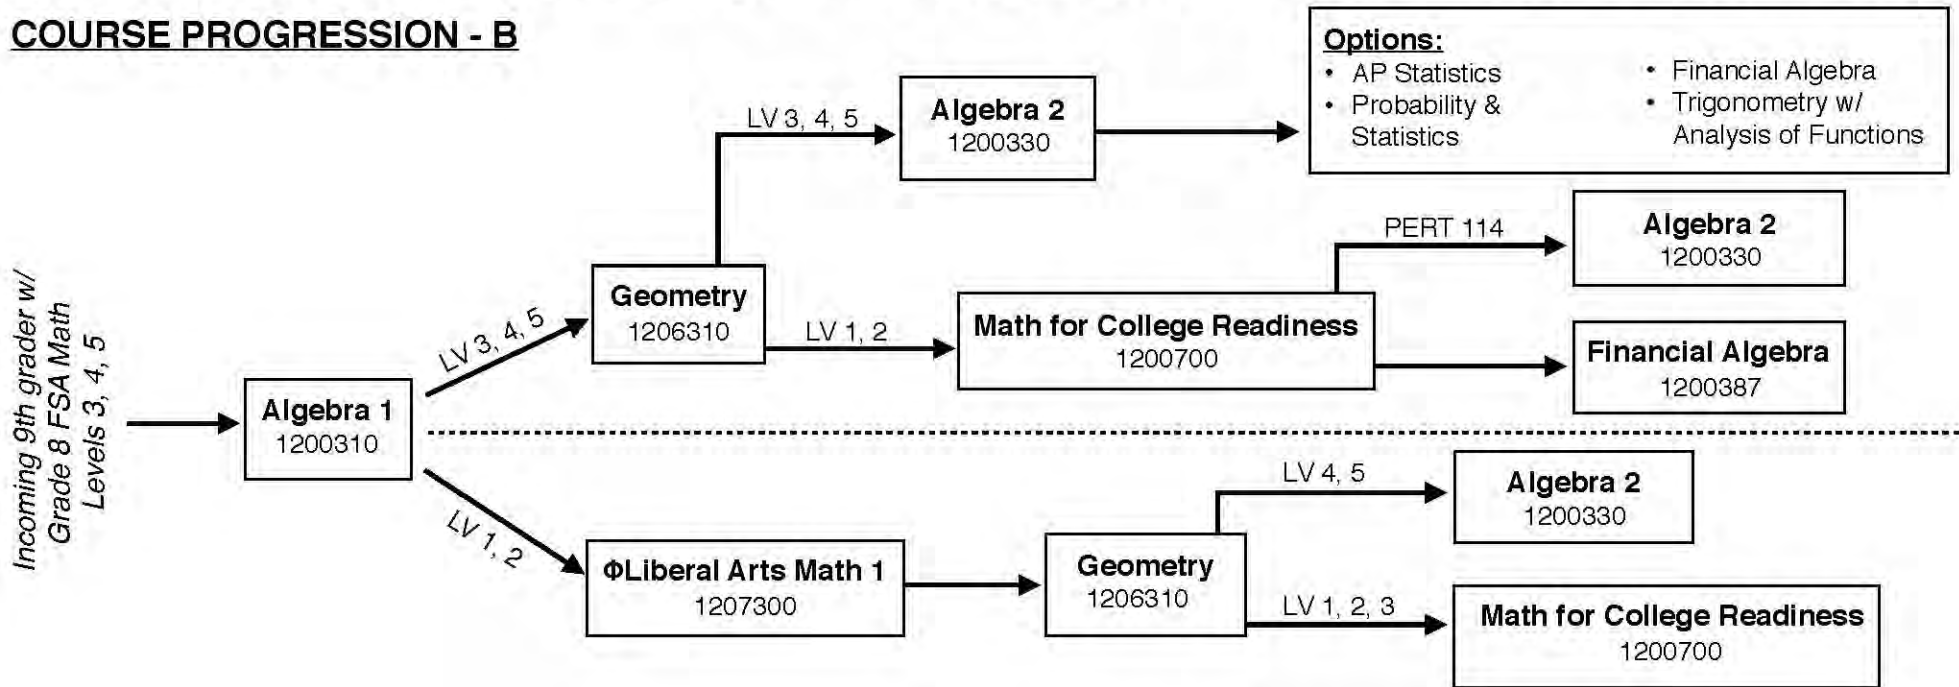 COURSE PROGRESSION - B
Options:
• AP Statistics
• Probability &
Statistics
• Financial Algebra
• Trigonometry w/
Analysis of Functions
LV 3, 4, 5
Algebra 2
1200330
PERT 114
Algebra 2
1200330
Geometry
1206310
LV 3, 4, 5
LV 1, 2
Math for College Readiness
1200700
Financial Algebra
1200387
Incoming 9th grader w/
Grade 8 FSA Math
Levels 3, 4, 5
Algebra 1
1200310
LV 1, 2
ΦLiberal Arts Math 1
1207300
Geometry
1206310
LV 4, 5
Algebra 2
1200330
LV 1, 2, 3
Math for College Readiness
1200700